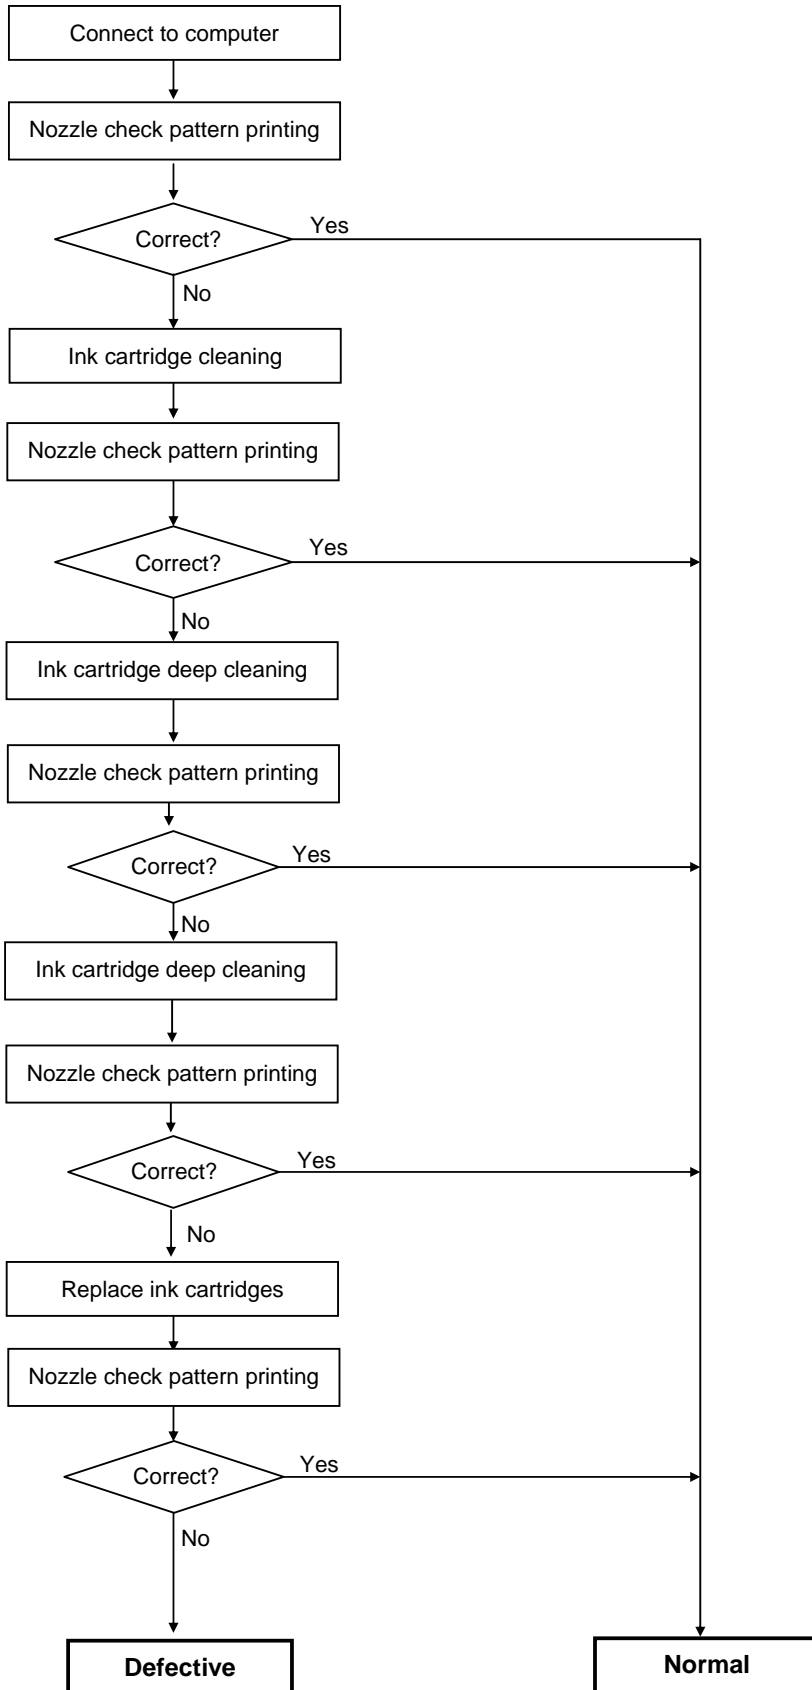 Connect to computer
Nozzle check pattern printing
Correct?
Yes
No
Ink cartridge cleaning
Nozzle check pattern printing
Correct?
Yes
No
Ink cartridge deep cleaning
Nozzle check pattern printing
Correct?
Yes
No
Ink cartridge deep cleaning
Nozzle check pattern printing
Correct?
Yes
No
Replace ink cartridges
Nozzle check pattern printing
Correct?
Yes
No
Defective
Normal